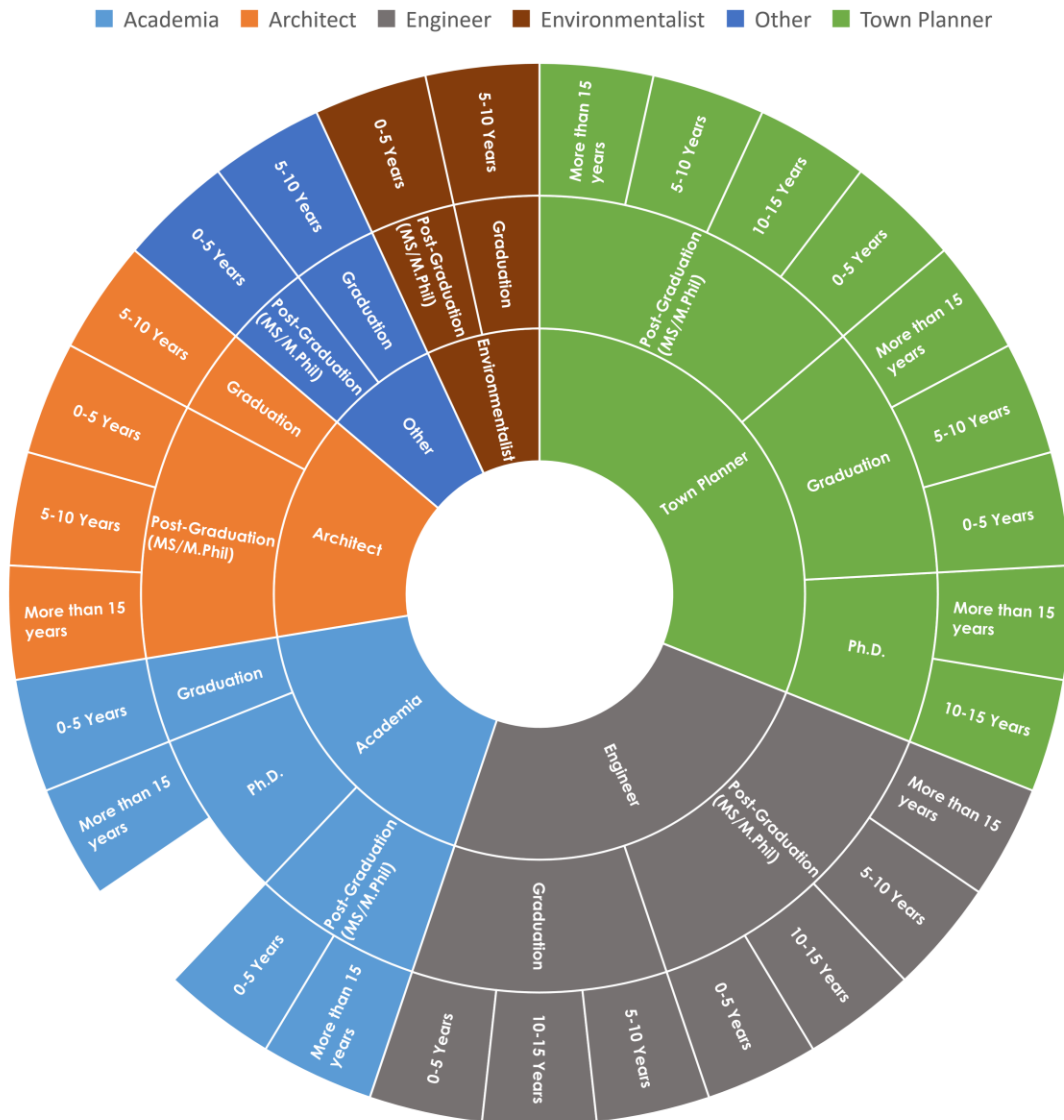 Academia Architect Engineer Environmentalist Other Town Planner
Town Planner
Post-Graduation
(MS/M.Phil)
More than 15
years
5-10 Years
10-15 Years
0-5 Years
Graduation
More than 15
years
5-10 Years
0-5 Years
Ph.D.
More than 15
years
10-15 Years
Engineer
Post-Graduation
(MS/M.Phil)
More than 15
years
5-10 Years
10-15 Years
0-5 Years
Graduation
5-10 Years
10-15 Years
0-5 Years
Academia
Post-Graduation
(MS/M.Phil)
More than 15
years
0-5 Years
Ph.D.
More than 15
years
Graduation
0-5 Years
Architect
Post-Graduation
(MS/M.Phil)
More than 15
years
5-10 Years
0-5 Years
Graduation
5-10 Years
Other
Post-Graduation
(MS/M.Phil)
0-5 Years
Graduation
5-10 Years
Environmentalist
Post-Graduation
(MS/M.Phil)
0-5 Years
Graduation
5-10 Years